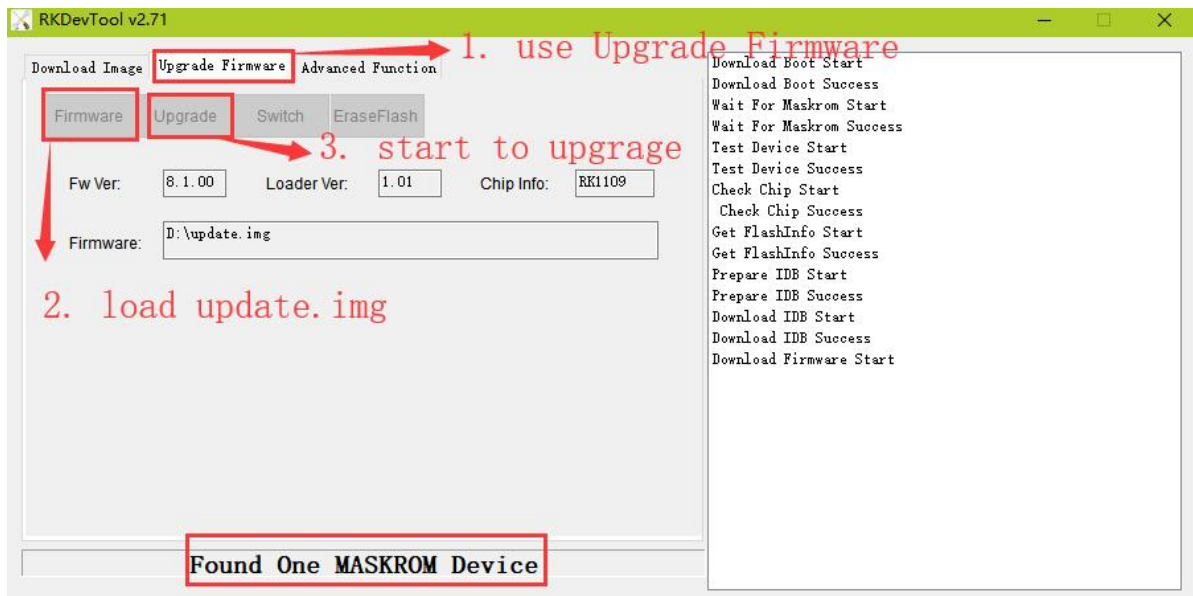 RKDevTool v2.71
1. use Upgrade Firmware
Download Image Upgrade Firmware Advanced Function
Firmware Upgrade Switch EraseFlash
3. start to upgrage
Fw Ver: 8.1.00 Loader Ver: 1.01 Chip Info: RK1109
Firmware: D:\update.img
2. load update.img
Found One MASKROM Device
Download Boot Start
Download Boot Success
Wait For Maskrom Start
Wait For Maskrom Success
Test Device Start
Test Device Success
Check Chip Start
Check Chip Success
Get FlashInfo Start
Get FlashInfo Success
Prepare IDB Start
Prepare IDB Success
Download IDB Start
Download IDB Success
Download Firmware Start